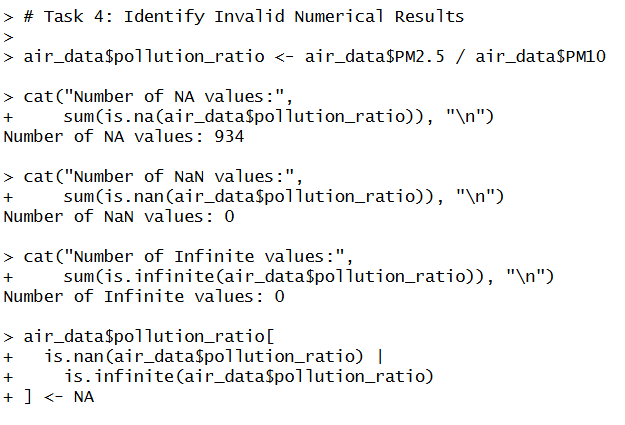 > # Task 4: Identify Invalid Numerical Results
>
> air_data$pollution_ratio <- air_data$PM2.5 / air_data$PM10
> cat("Number of NA values:",
+     sum(is.na(air_data$pollution_ratio)), "\n")
Number of NA values: 934
> cat("Number of NaN values:",
+     sum(is.nan(air_data$pollution_ratio)), "\n")
Number of NaN values: 0
> cat("Number of Infinite values:",
+     sum(is.infinite(air_data$pollution_ratio)), "\n")
Number of Infinite values: 0
> air_data$pollution_ratio[
+   is.nan(air_data$pollution_ratio) |
+     is.infinite(air_data$pollution_ratio)
+ ] <- NA